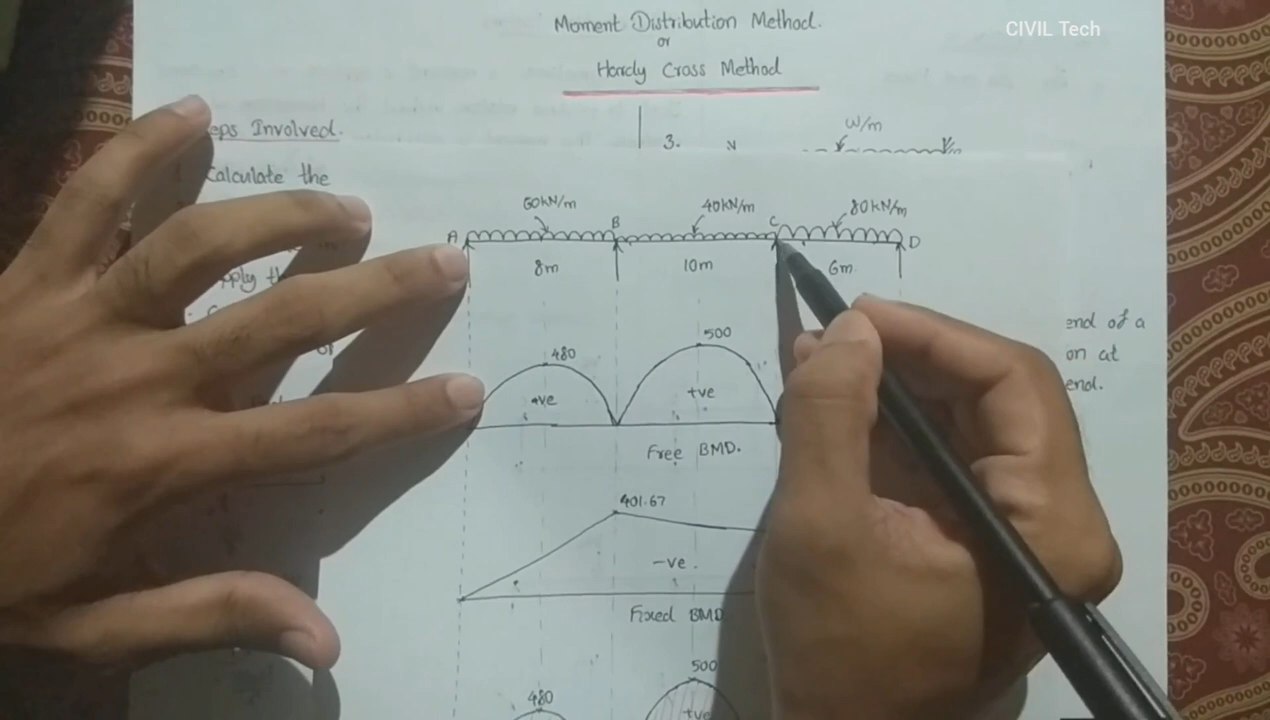 CIVIL Tech
Moment Distribution Method.
or
Hardy Cross Method
eps Involved.
3.
W/m
Calculate the
60kN/m
B
40kN/m
C
80kN/m
A
D
8m
10m
6m
pply th
end of a
on at
end.
480
500
+ve
+ve
Free BMD.
401.67
-ve.
Fixed BMD
480
500
+ve